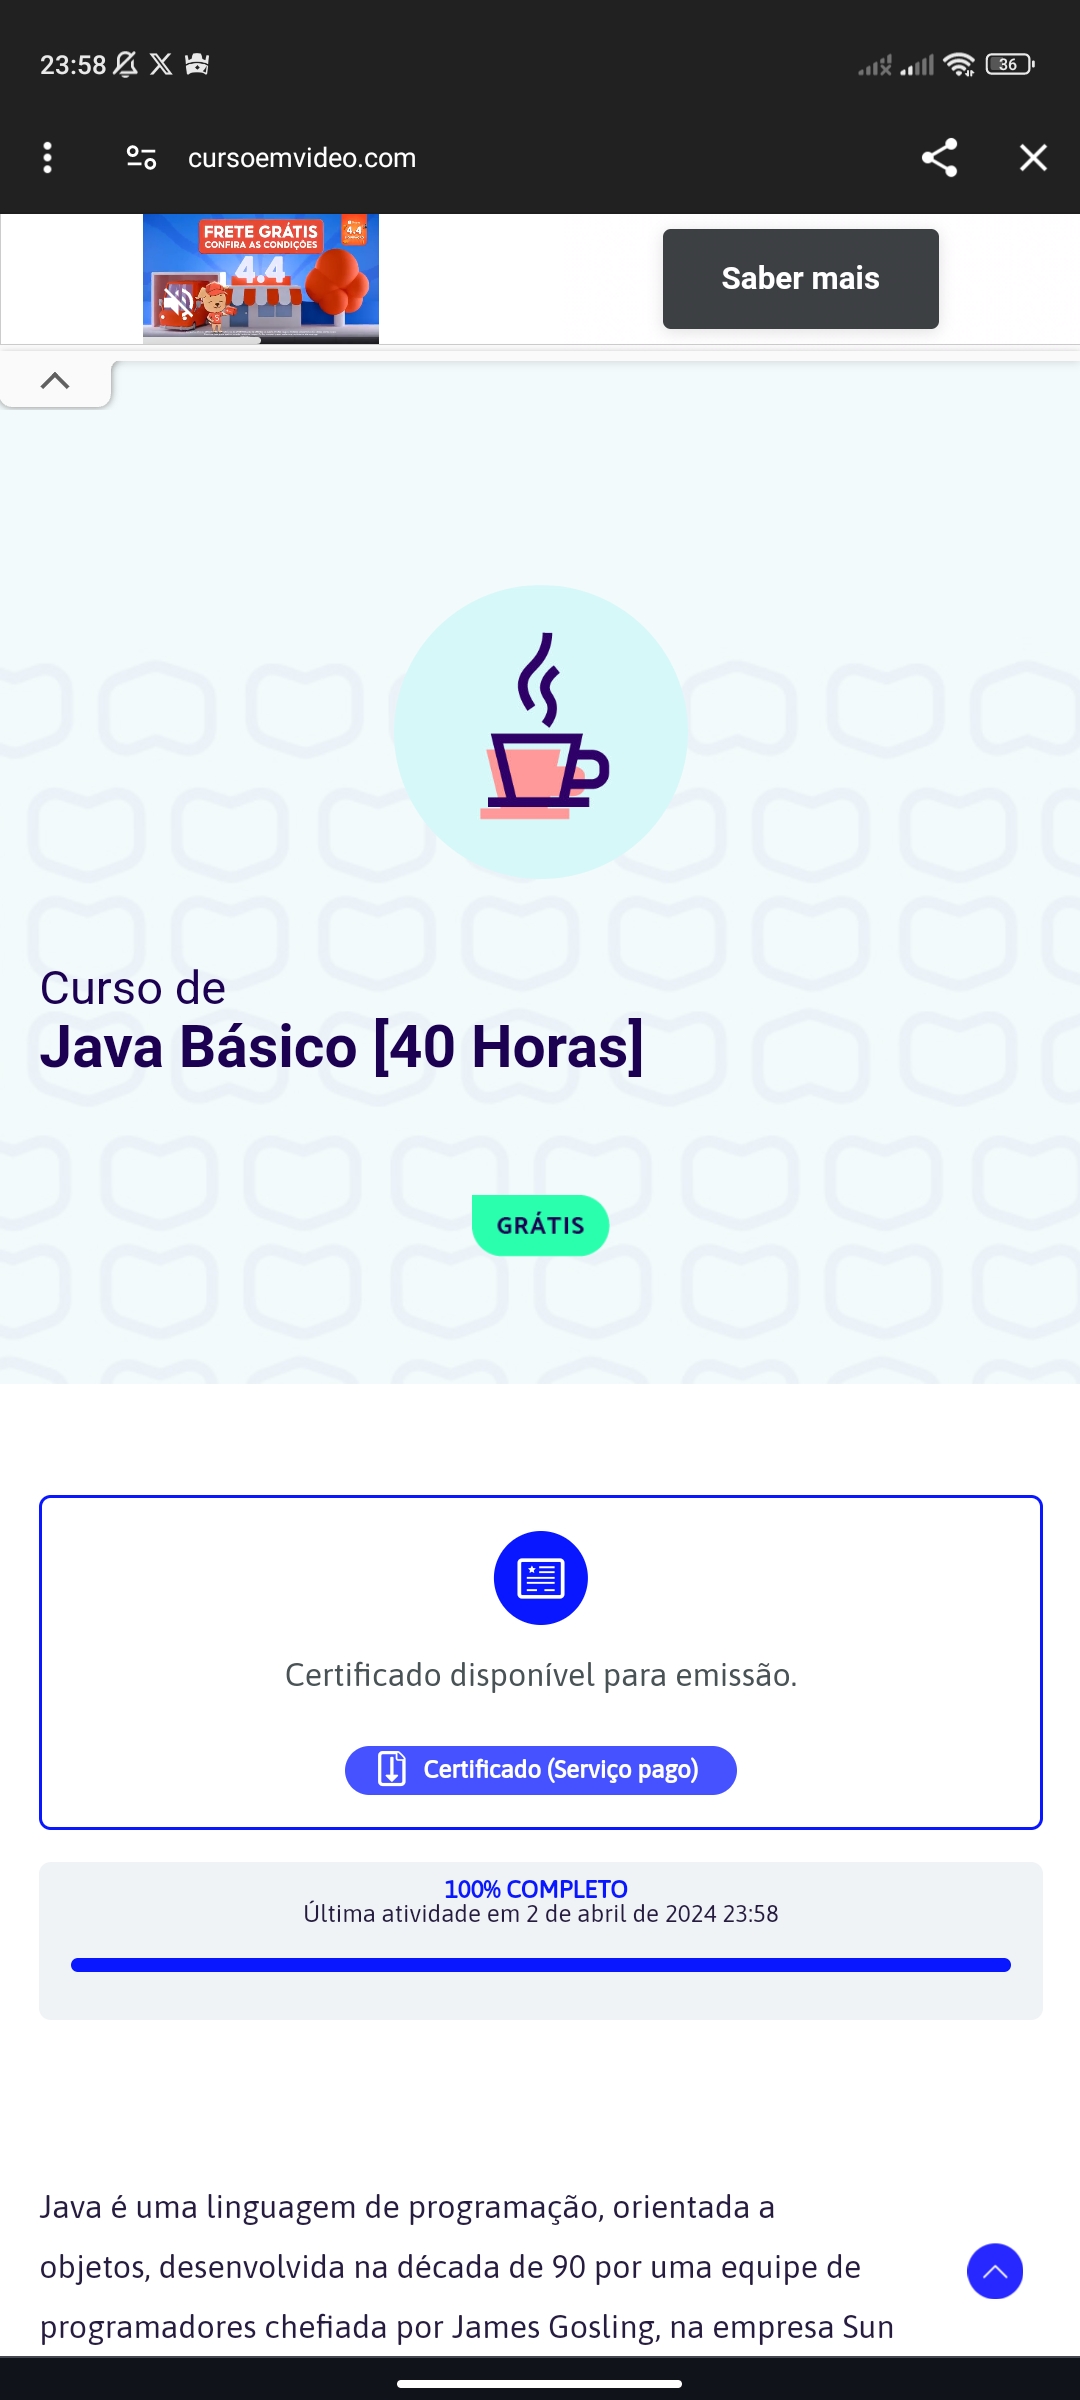 23:58
36
cursoemvideo.com
FRETE GRÁTIS
CONFIRA AS CONDIÇÕES
4.4
4.4
Saber mais
Curso de
Java Básico [40 Horas]
GRÁTIS
Certificado disponível para emissão.
Certificado (Serviço pago)
100% COMPLETO
Última atividade em 2 de abril de 2024 23:58
Java é uma linguagem de programação, orientada a
objetos, desenvolvida na década de 90 por uma equipe de
programadores chefiada por James Gosling, na empresa Sun